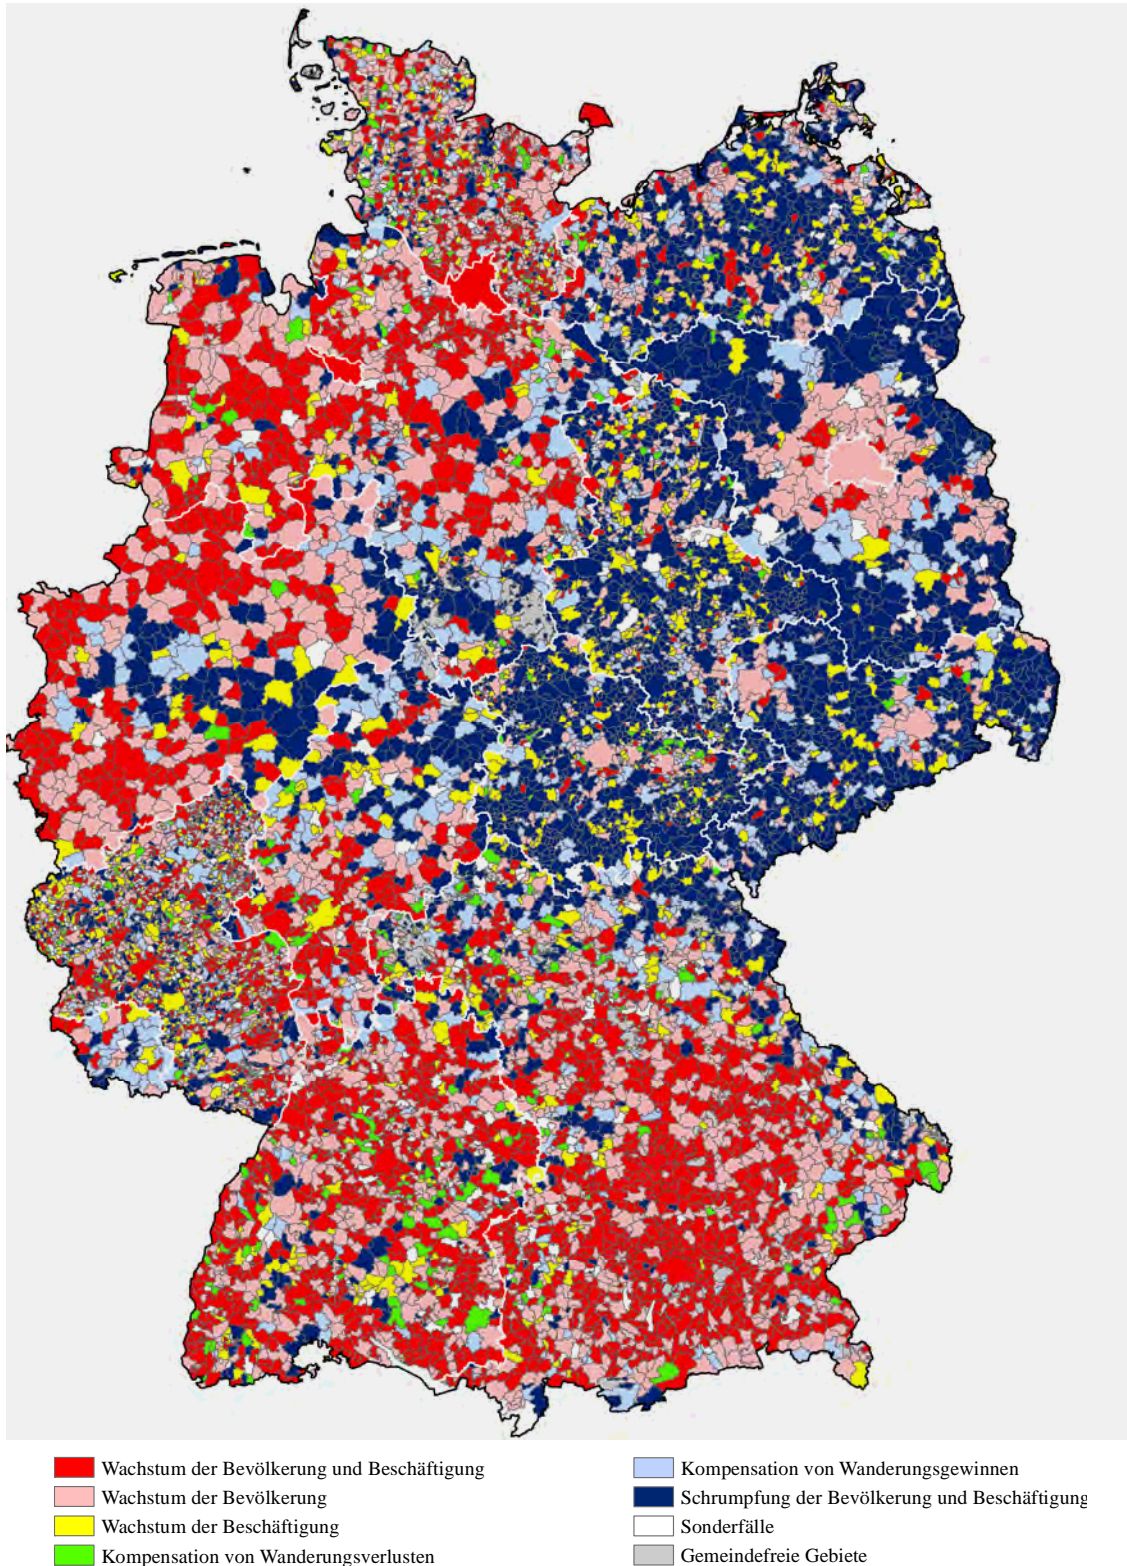 Wachstum der Bevölkerung und Beschäftigung
Wachstum der Bevölkerung
Wachstum der Beschäftigung
Kompensation von Wanderungsverlusten
Kompensation von Wanderungsgewinnen
Schrumpfung der Bevölkerung und Beschäftigung
Sonderfälle
Gemeindefreie Gebiete